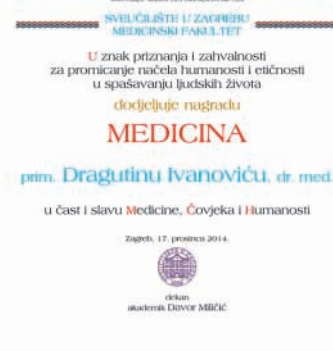 SVEUČILIŠTE U ZAGREBU
MEDICINSKI FAKULTET
U znak priznanja i zahvalnosti
za promicanje načela humanosti i etičnosti
u spašavanju ljudskih života
dodjeljuje nagradu
MEDICINA
prim. Dragutinu Ivanoviću, dr. med.
u čast i slavu Medicine, Čovjeka i Humanosti
Zagreb, 17. prosinca 2014.
dekan
akademik Davor Miličić